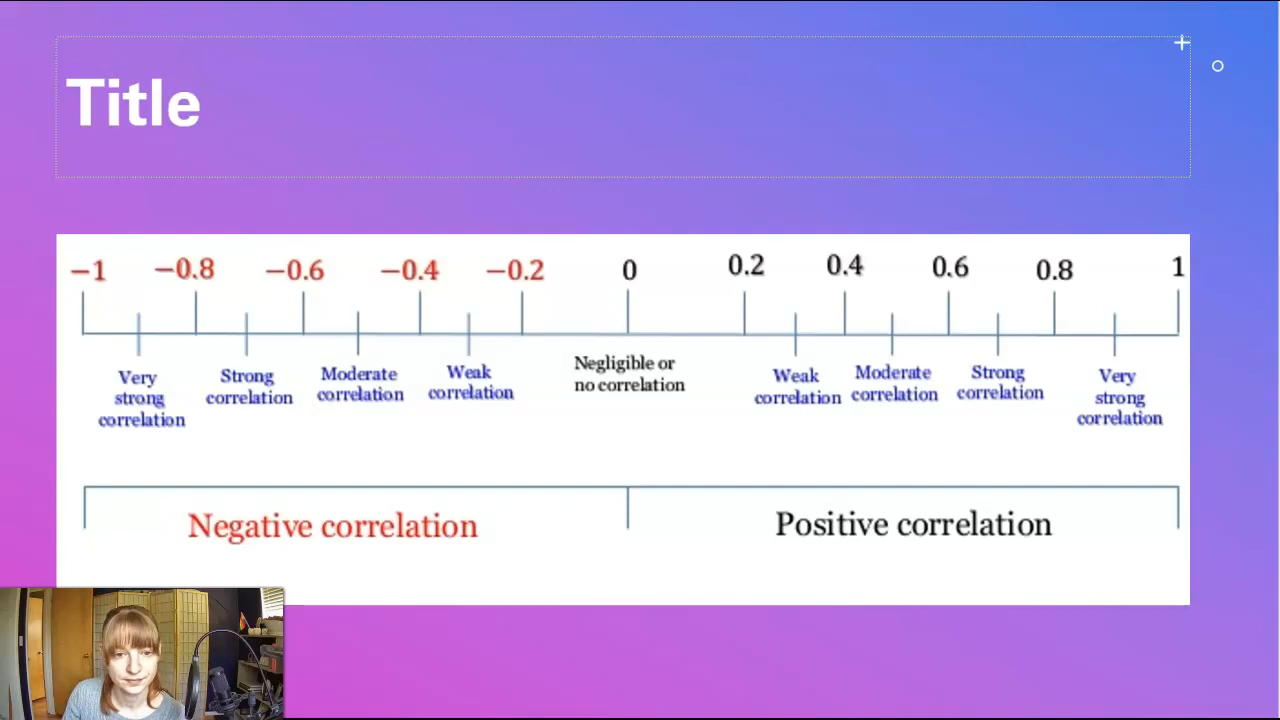 Title
−1 −0.8 −0.6 −0.4 −0.2 0 0.2 0.4 0.6 0.8 1
Very
strong
correlation
Strong
correlation
Moderate
correlation
Weak
correlation
Negligible or
no correlation
Weak
correlation
Moderate
correlation
Strong
correlation
Very
strong
correlation
Negative correlation
Positive correlation